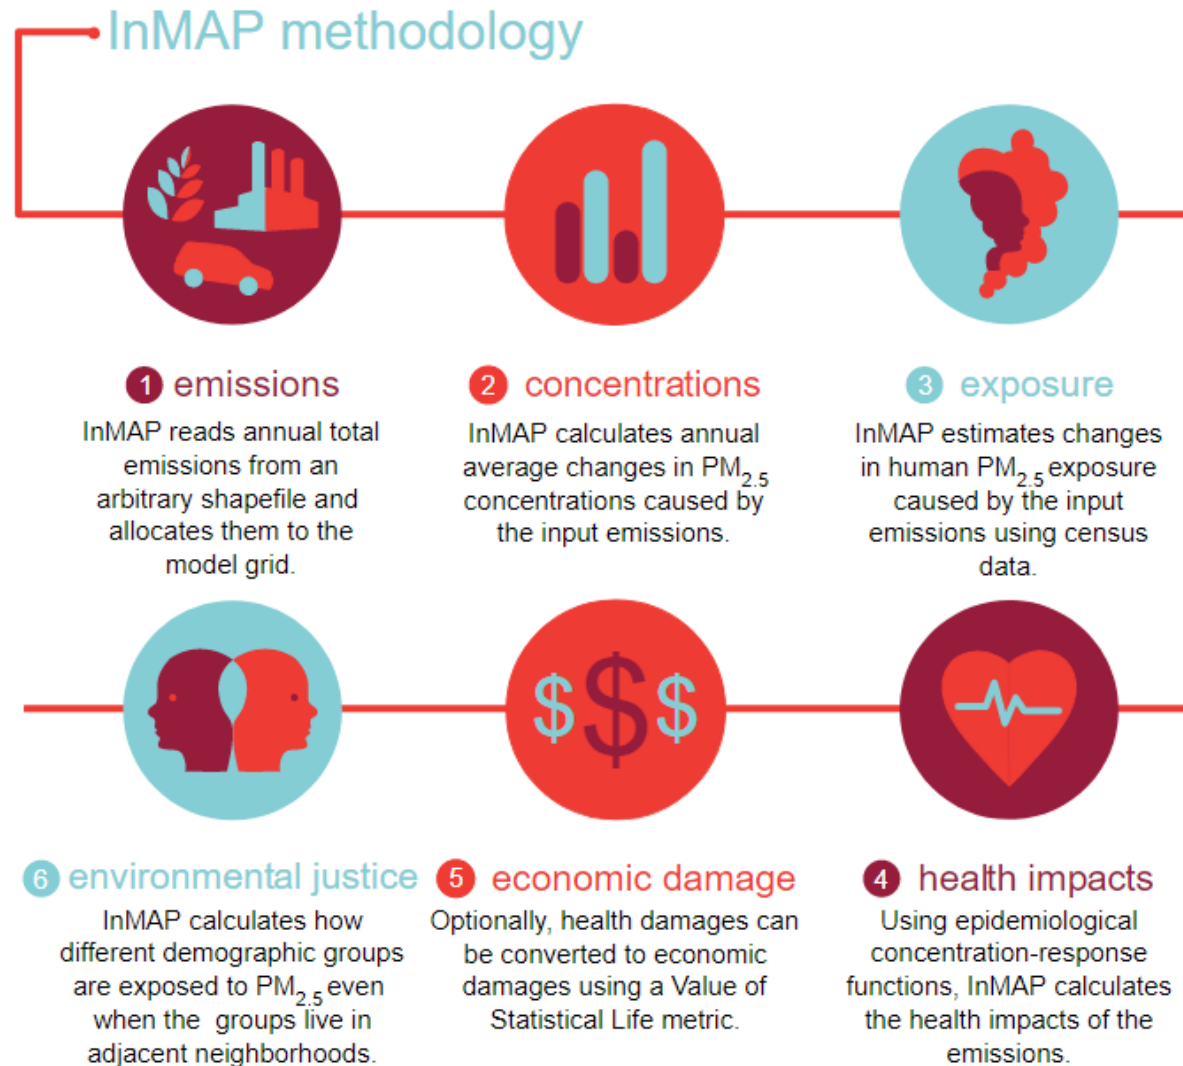 InMAP methodology
1 emissions
InMAP reads annual total
emissions from an
arbitrary shapefile and
allocates them to the
model grid.
2 concentrations
InMAP calculates annual
average changes in PM2.5
concentrations caused by
the input emissions.
3 exposure
InMAP estimates changes
in human PM2.5 exposure
caused by the input
emissions using census
data.
$ $ $
6 environmental justice
InMAP calculates how
different demographic groups
are exposed to PM2.5 even
when the groups live in
adjacent neighborhoods.
5 economic damage
Optionally, health damages can
be converted to economic
damages using a Value of
Statistical Life metric.
4 health impacts
Using epidemiological
concentration-response
functions, InMAP calculates
the health impacts of the
emissions.